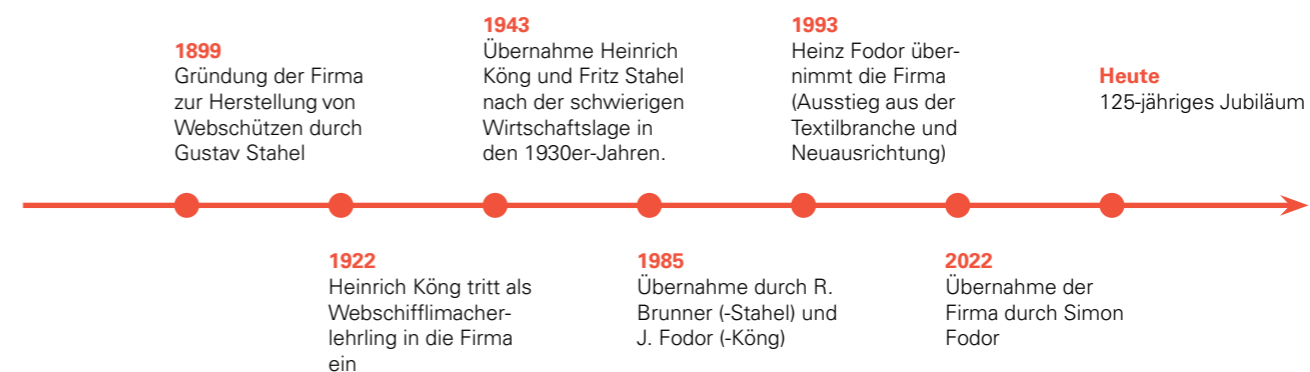 1899
Gründung der Firma
zur Herstellung von
Webschützen durch
Gustav Stahel
1922
Heinrich Köng tritt als
Webschifflimacher-
lehrling in die Firma
ein
1943
Übernahme Heinrich
Köng und Fritz Stahel
nach der schwierigen
Wirtschaftslage in
den 1930er-Jahren.
1985
Übernahme durch R.
Brunner (-Stahel) und
J. Fodor (-Köng)
1993
Heinz Fodor über-
nimmt die Firma
(Ausstieg aus der
Textilbranche und
Neuausrichtung)
2022
Übernahme der
Firma durch Simon
Fodor
Heute
125-jähriges Jubiläum